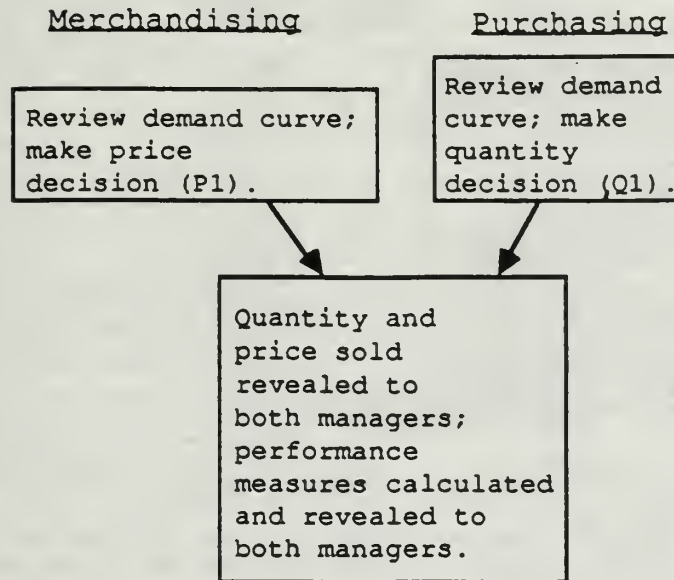 Merchandising
Purchasing
Review demand curve;
make price
decision (P1).
Review demand
curve; make
quantity
decision (Q1).
Quantity and
price sold
revealed to
both managers;
performance
measures calculated
and revealed to
both managers.